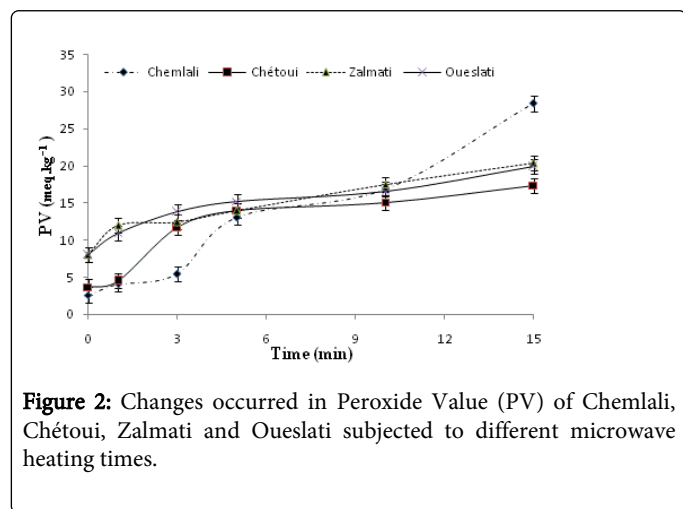 35
30
25
20
15
10
5
0
PV (meq.kg⁻¹)
Chemlali Chétoui Zalmati Oueslati
0 3 6 9 12 15
Time (min)
Figure 2: Changes occurred in Peroxide Value (PV) of Chemlali,
Chétoui, Zalmati and Oueslati subjected to different microwave
heating times.